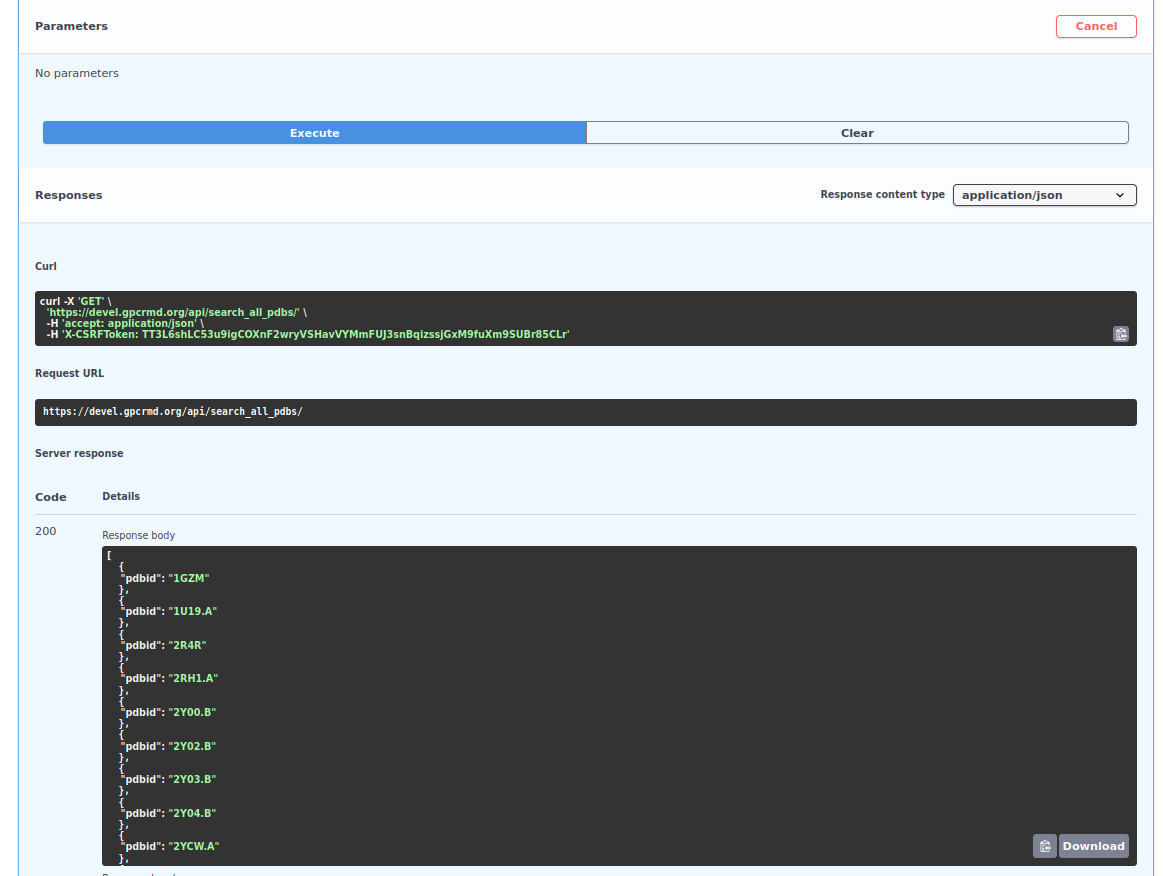 Parameters
Cancel
No parameters
Execute
Clear
Responses
Response content type
application/json
Curl
curl -X 'GET' \
'https://devel.gpcrmd.org/api/search_all_pdbs/' \
-H 'accept: application/json' \
-H 'X-CSRFToken: TT3L6shLC53u9igCOXnF2wryVSHavVYMmFUJ3snBqizssjGxM9fuXm9SUBr85CLr'
Request URL
https://devel.gpcrmd.org/api/search_all_pdbs/
Server response
Code
Details
200
Response body
[
{
"pdbid": "1GZM"
},
{
"pdbid": "1U19.A"
},
{
"pdbid": "2R4R"
},
{
"pdbid": "2RH1.A"
},
{
"pdbid": "2Y00.B"
},
{
"pdbid": "2Y02.B"
},
{
"pdbid": "2Y03.B"
},
{
"pdbid": "2Y04.B"
},
{
"pdbid": "2YCW.A"
},
Download